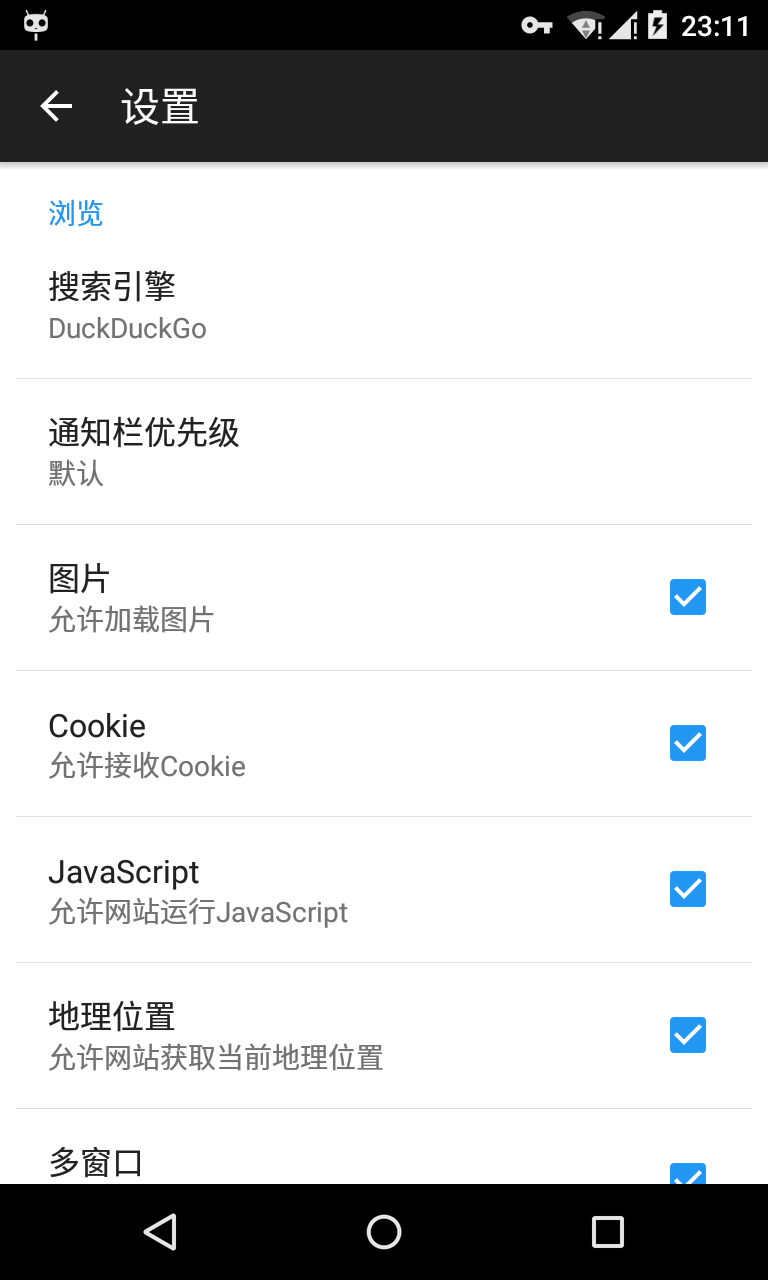 23:11
设置
浏览
搜索引擎
DuckDuckGo
通知栏优先级
默认
图片
允许加载图片
Cookie
允许接收Cookie
JavaScript
允许网站运行JavaScript
地理位置
允许网站获取当前地理位置
多窗口